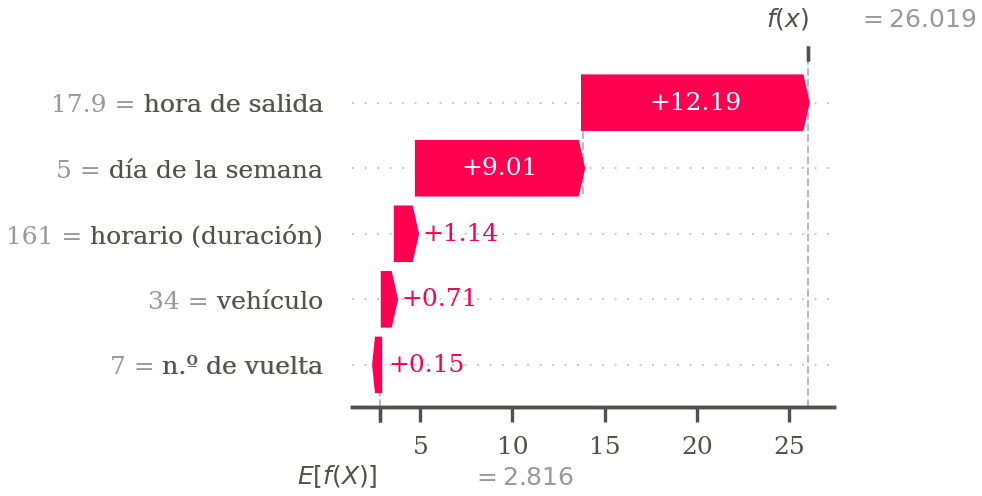 f(x) = 26.019
17.9 = hora de salida
+12.19
5 = día de la semana
+9.01
161 = horario (duración)
+1.14
34 = vehículo
+0.71
7 = n.º de vuelta
+0.15
5 10 15 20 25
E[f(X)] = 2.816